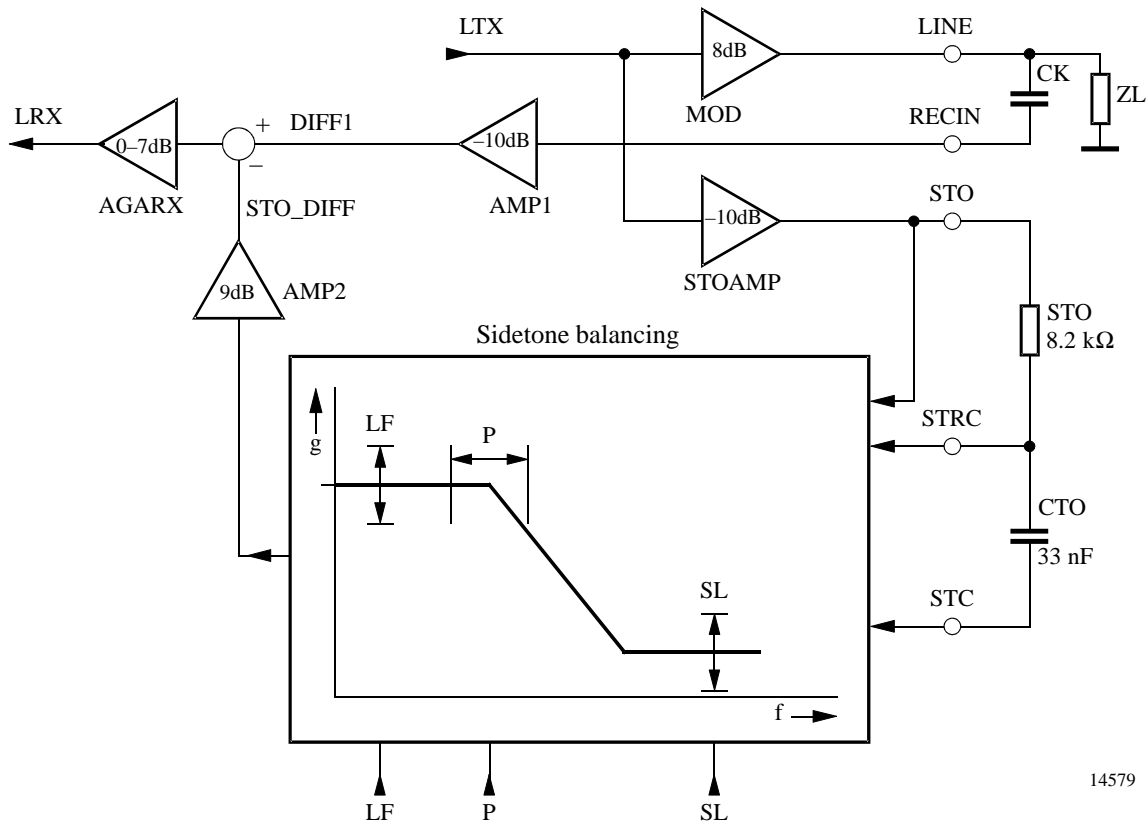 LTX
8dB
MOD
LINE
CK
ZL
LRX
0–7dB
AGARX
+
−
DIFF1
–10dB
AMP1
RECIN
STO_DIFF
–10dB
STOAMP
STO
9dB
AMP2
Sidetone balancing
STO
8.2 kΩ
g
LF
P
STRC
CTO
33 nF
SL
STC
f
LF
P
SL
14579